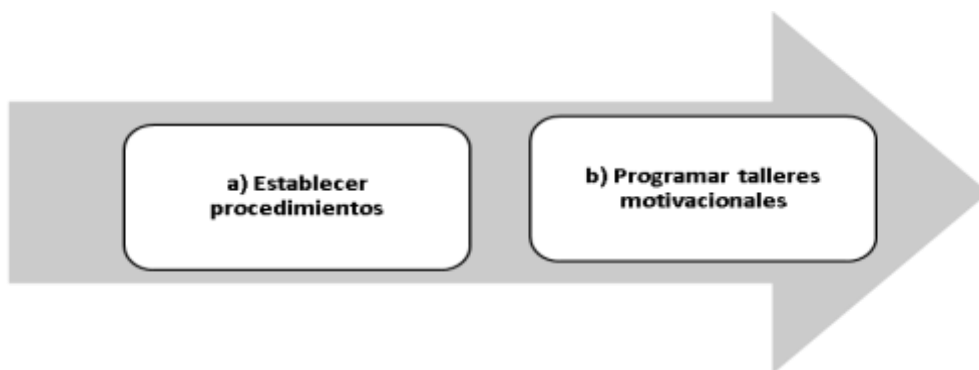 a) Establecer
procedimientos
b) Programar talleres
motivacionales